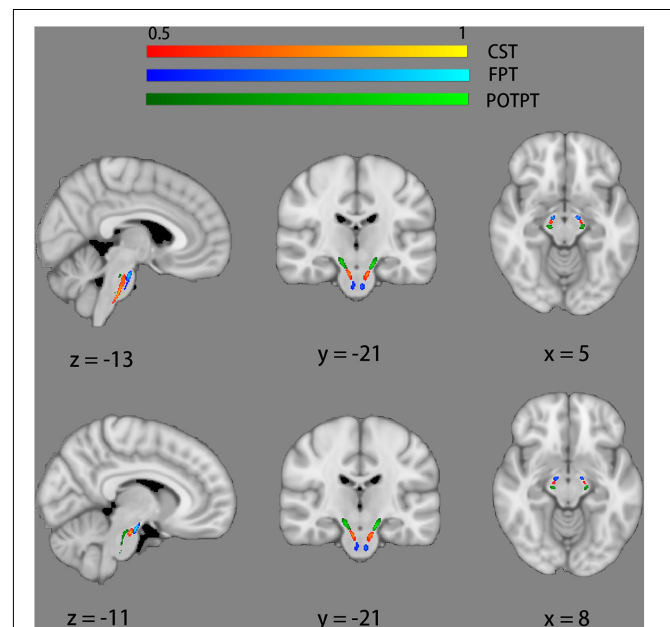 0.5 1
CST
FPT
POTPT
z = -13 y = -21 x = 5
z = -11 y = -21 x = 8